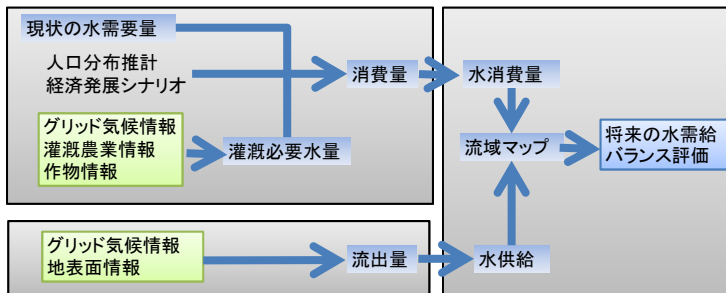 現状の水需要量
人口分布推計
経済発展シナリオ
消費量
グリッド気候情報
灌漑農業情報
作物情報
灌漑必要水量
グリッド気候情報
地表面情報
流出量
水消費量
流域マップ
水供給
将来の水需給
バランス評価